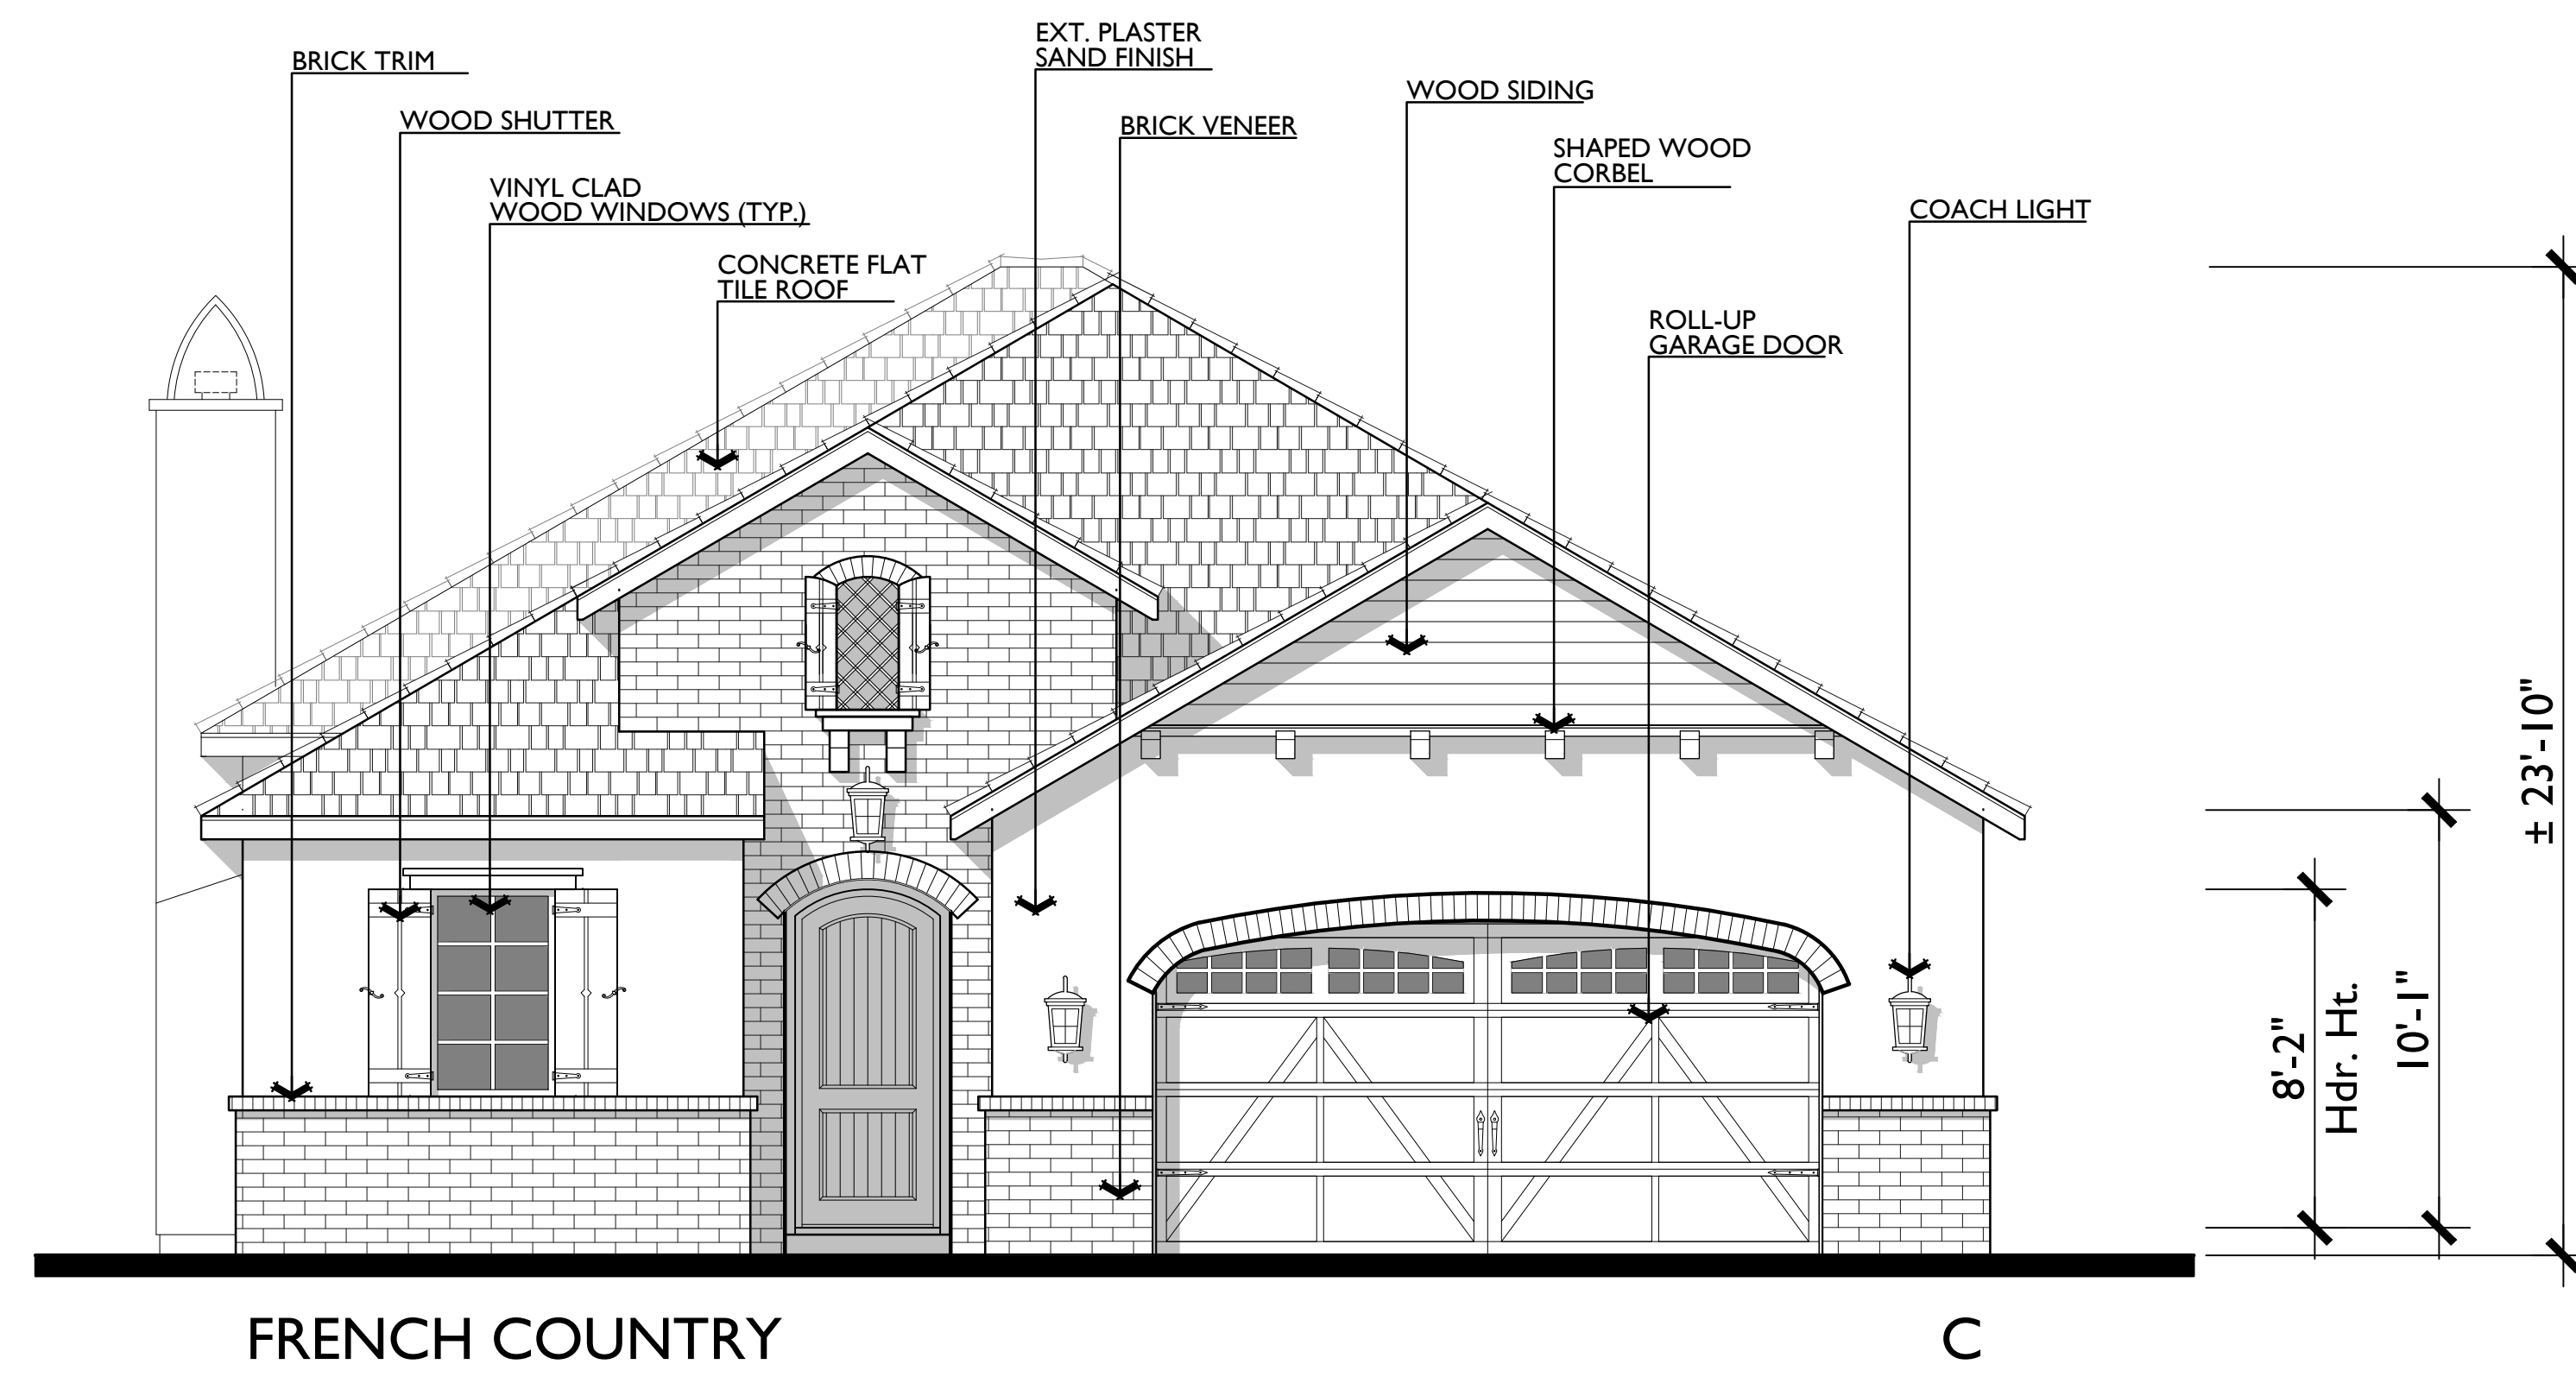 BRICK TRIM
WOOD SHUTTER
VINYL CLAD
WOOD WINDOWS (TYP.)
CONCRETE FLAT
TILE ROOF
EXT. PLASTER
SAND FINISH
BRICK VENEER
WOOD SIDING
SHAPED WOOD
CORBEL
ROLL-UP
GARAGE DOOR
COACH LIGHT
8'-2"
Hdr. Ht.
10'-1"
± 23'-10"
FRENCH COUNTRY
C